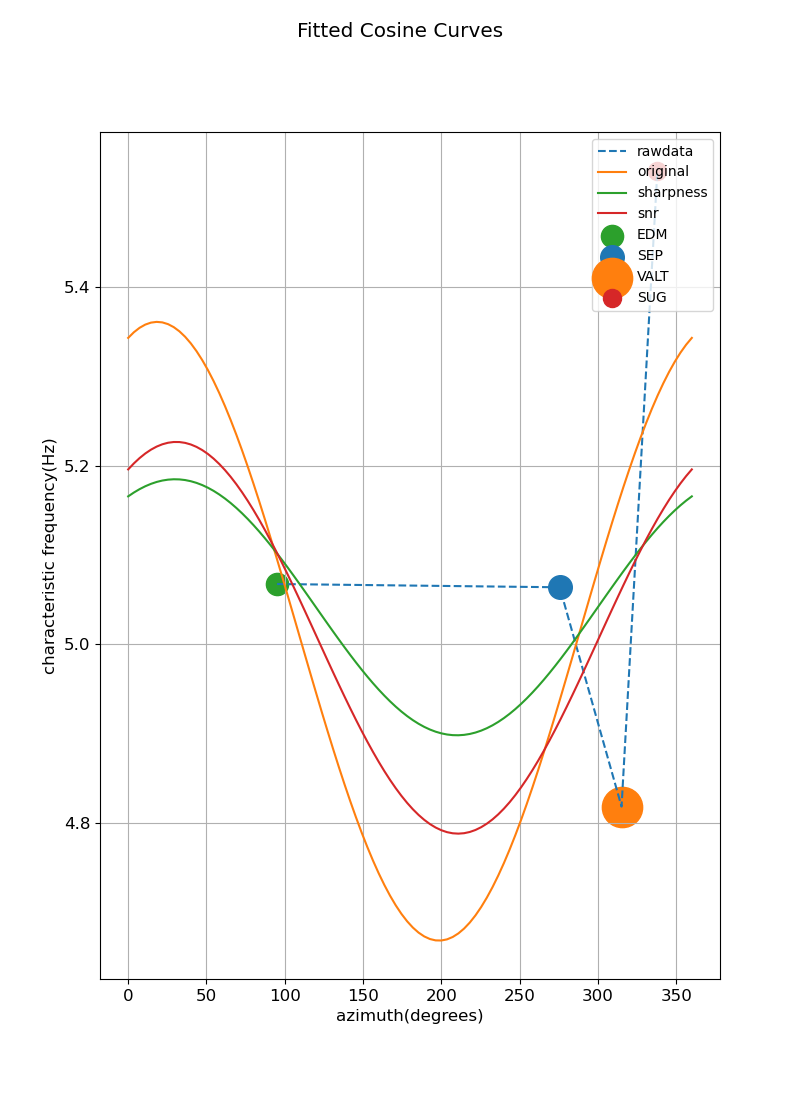 Fitted Cosine Curves
rawdata
original
sharpness
snr
EDM
SEP
VALT
SUG
5.4
5.2
5.0
4.8
characteristic frequency(Hz)
0 50 100 150 200 250 300 350
azimuth(degrees)